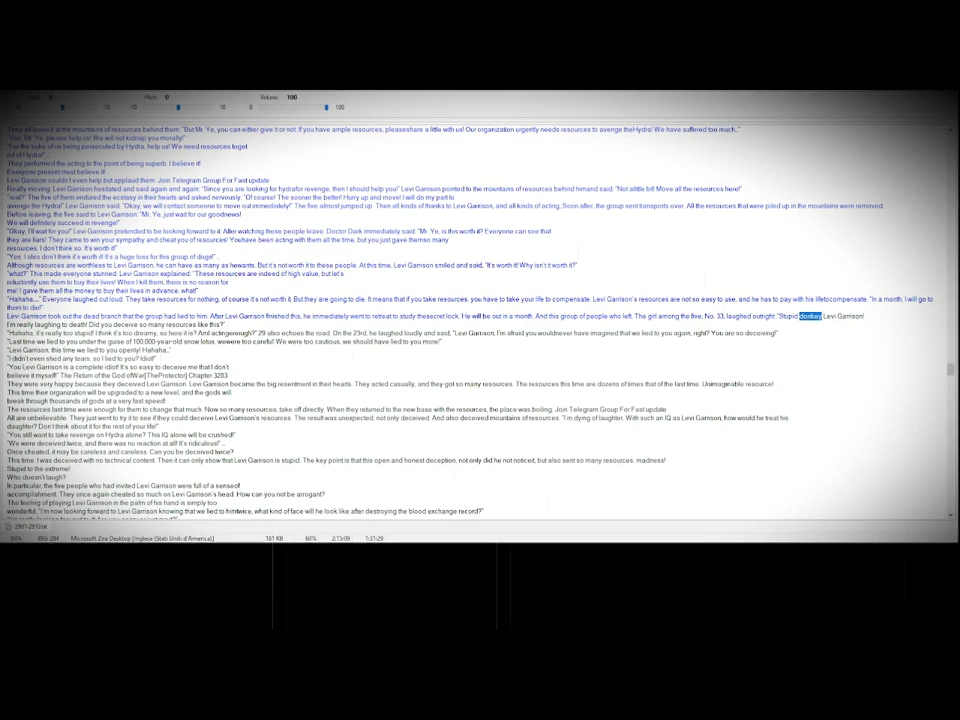 Pitch: 0
Volume: 100
10 -10
10 0
100
They all looked at the mountains of resources behind them. "But Mr. Ye, you can either give it or not. If you have ample resources, pleaseshare a little with us! Our organization urgently needs resources to avenge theHydra! We have suffered too much.."
"Yes, Mr. Ye, please help us! We will not kidnap you morally!"
"For the sake of us being persecuted by Hydra, help us! We need resources toget
rid of Hydra!"...
They performed the acting to the point of being superb. I believe it!
Everyone present must believe it!
Levi Garrison couldn't even help but applaud them. Join Telegram Group For Fast update
Really moving. Levi Garrison hesitated and said again and again: "Since you are looking for hydrafor revenge, then I should help you!" Levi Garrison pointed to the mountains of resources behind himand said, "Not alittle bit! Move all the resources here!"
"real?" The five of them endured the ecstasy in their hearts and asked nervously. "Of course! The sooner the better! Hurry up and move! I will do my part to
avenge the Hydra!" Levi Garrison said. "Okay, we will contact someone to move out immediately!" The five almost jumped up. Then all kinds of thanks to Levi Garrison, and all kinds of acting, Soon after, the group sent transports over. All the resources that were piled up in the mountains were removed.
Before leaving, the five said to Levi Garrison: "Mr. Ye, just wait for our goodnews!
We will definitely succeed in revenge!"
"Okay, I'll wait for you!" Levi Garrison pretended to be looking forward to it. After watching these people leave. Doctor Dark immediately said. "Mr. Ye, is this worth it? Everyone can see that
they are liars! They came to win your sympathy and cheat you of resources! Youhave been acting with them all the time, but you just gave themso many
resources. I don't think so. It's worth it!"
"Yes, I also don't think it's worth it! It's a huge loss for this group of dogs!" ..
Although resources are worthless to Levi Garrison, he can have as many as hewants. But it's not worth it to these people. At this time, Levi Garrison smiled and said, "It's worth it! Why isn't it worth it?"
"what?" This made everyone stunned. Levi Garrison explained: "These resources are indeed of high value, but let's
reluctantly use them to buy their lives! When I kill them, there is no reason for
me! I gave them all the money to buy their lives in advance, what!"
"Hahaha,..." Everyone laughed out loud. They take resources for nothing, of course it's not worth it. But they are going to die. It means that if you take resources, you have to take your life to compensate. Levi Garrison's resources are not so easy to use, and he has to pay with his lifetocompensate. "In a month, I will go to
them to die!"
Levi Garrison took out the dead branch that the group had lied to him. After Levi Garrison finished this, he immediately went to retreat to study thesecret lock. He will be out in a month. And this group of people who left. The girl among the five, No. 33, laughed outright: "Stupid donkey Levi Garrison!
I'm really laughing to death! Did you deceive so many resources like this?"
"Hahaha, it's really too stupid! I think it's too dreamy, so here it is? Am I actingenough?" 29 also echoes the road. On the 23rd, he laughed loudly and said, "Levi Garrison, I'm afraid you wouldnever have imagined that we lied to you again, right? You are so deceiving!"
"Last time we lied to you under the guise of 100,000-year-old snow lotus, wewere too careful! We were too cautious, we should have lied to you more!"
"Levi Garrison, this time we lied to you openly! Hahaha,."
"I didn't even shed any tears, so I lied to you? Idiot!"
"You Levi Garrison is a complete idiot! It's so easy to deceive me that I don't
believe it myself!" The Return of the God ofWar[TheProtector] Chapter 3283
They were very happy because they deceived Levi Garrison. Levi Garrison became the big resentment in their hearts. They acted casually, and they got so many resources. The resources this time are dozens of times that of the last time. Unimaginable resource!
This time their organization will be upgraded to a new level, and the gods will
break through thousands of gods at a very fast speed!
The resources last time were enough for them to change that much. Now so many resources, take off directly. When they returned to the new base with the resources, the place was boiling. Join Telegram Group For Fast update
All are unbelievable. They just went to try it to see if they could deceive Levi Garrison's resources. The result was unexpected, not only deceived. And also deceived mountains of resources. "I'm dying of laughter. With such an IQ as Levi Garrison, how would he treat his
daughter? Don't think about it for the rest of your life!"
"You still want to take revenge on Hydra alone? This IQ alone will be crushed!"
"We were deceived twice, and there was no reaction at all! It's ridiculous!"...
Once cheated, it may be careless and careless. Can you be deceived twice?
This time, I was deceived with no technical content. Then it can only show that Levi Garrison is stupid. The key point is that this open and honest deception, not only did he not noticeit, but also sent so many resources. madness!
Stupid to the extreme!
Who doesn't laugh?
In particular, the five people who had invited Levi Garrison were full of a senseof
accomplishment. They once again cheated so much on Levi Garrison's head. How can you not be arrogant?
The feeling of playing Levi Garrison in the palm of his hand is simply too
wonderful. "I'm now looking forward to Levi Garrison knowing that we lied to himtwice, what kind of face will he look like after destroying the blood exchange record?"
2901-2910.txt
Microsoft Zira Desktop [Inglese (Stati Uniti d'America)]
181 KB
60%
2:15:09
1:31:29